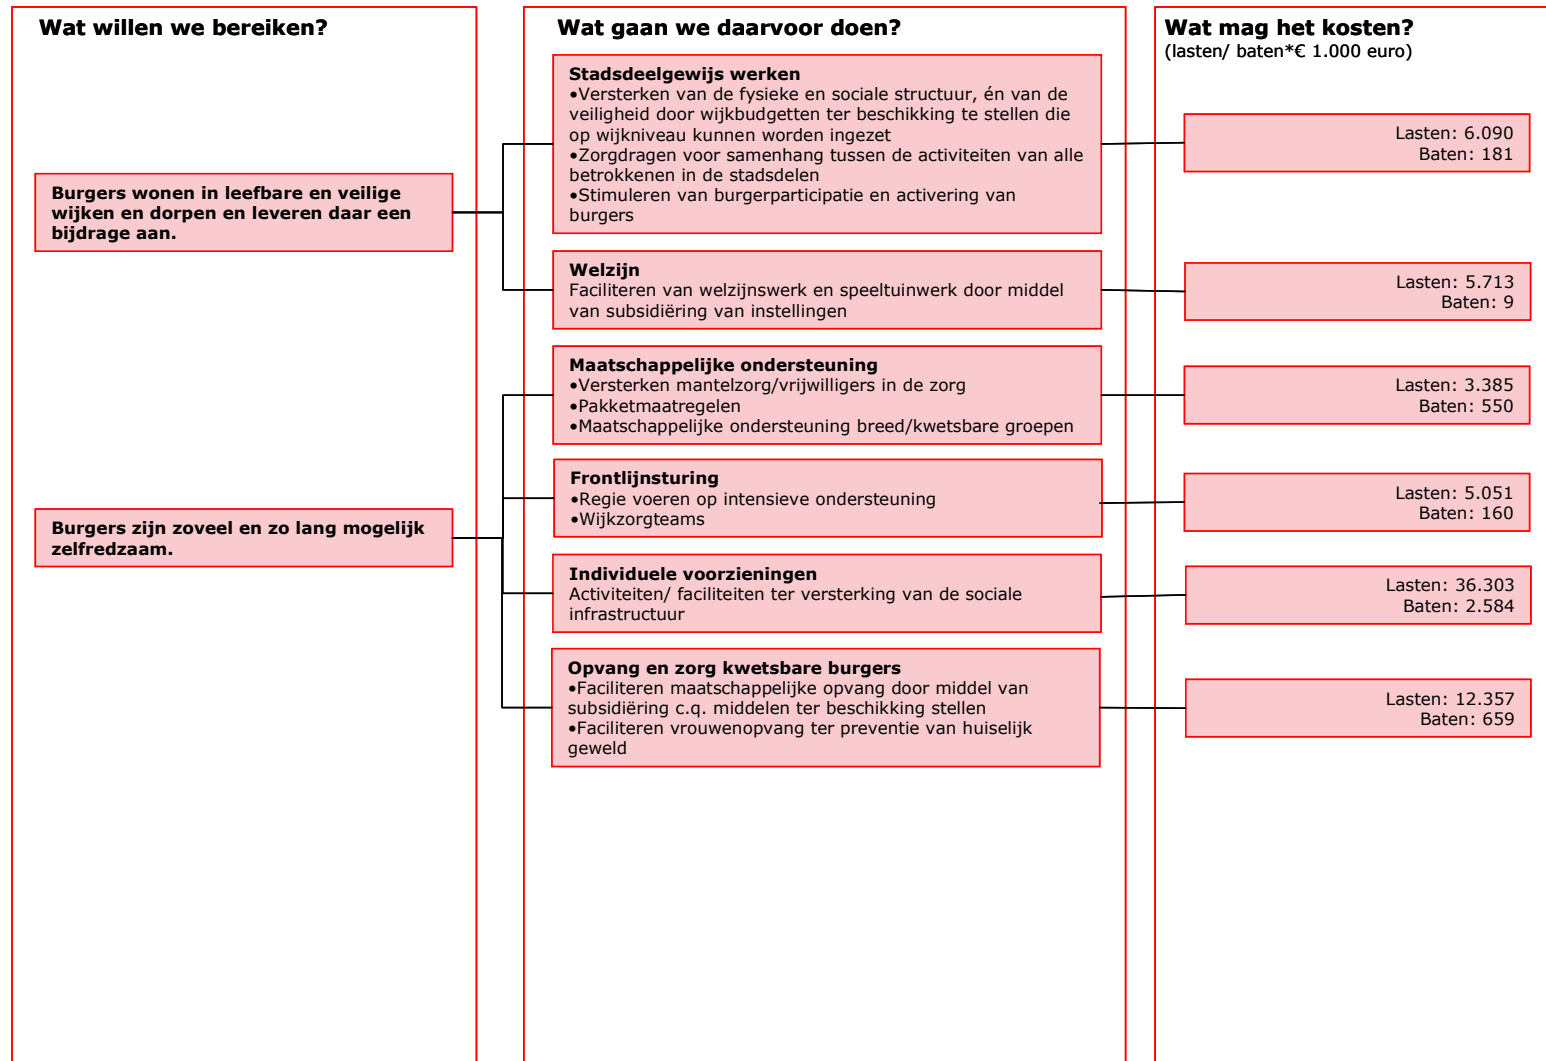 Wat willen we bereiken?
Burgers wonen in leefbare en veilige
wijken en dorpen en leveren daar een
bijdrage aan.
Burgers zijn zoveel en zo lang mogelijk
zelfredzaam.
Wat gaan we daarvoor doen?
Stadsdeelgewijs werken
•Versterken van de fysieke en sociale structuur, én van de
veiligheid door wijkbudgetten ter beschikking te stellen die
op wijkniveau kunnen worden ingezet
•Zorgdragen voor samenhang tussen de activiteiten van alle
betrokkenen in de stadsdelen
•Stimuleren van burgerparticipatie en activering van
burgers
Welzijn
Faciliteren van welzijnswerk en speeltuinwerk door middel
van subsidiëring van instellingen
Maatschappelijke ondersteuning
•Versterken mantelzorg/vrijwilligers in de zorg
•Pakketmaatregelen
•Maatschappelijke ondersteuning breed/kwetsbare groepen
Frontlijnsturing
•Regie voeren op intensieve ondersteuning
•Wijkzorgteams
Individuele voorzieningen
Activiteiten/ faciliteiten ter versterking van de sociale
infrastructuur
Opvang en zorg kwetsbare burgers
•Faciliteren maatschappelijke opvang door middel van
subsidiëring c.q. middelen ter beschikking stellen
•Faciliteren vrouwenopvang ter preventie van huiselijk
geweld
Wat mag het kosten?
(lasten/ baten*€ 1.000 euro)
Lasten: 6.090
Baten: 181
Lasten: 5.713
Baten: 9
Lasten: 3.385
Baten: 550
Lasten: 5.051
Baten: 160
Lasten: 36.303
Baten: 2.584
Lasten: 12.357
Baten: 659